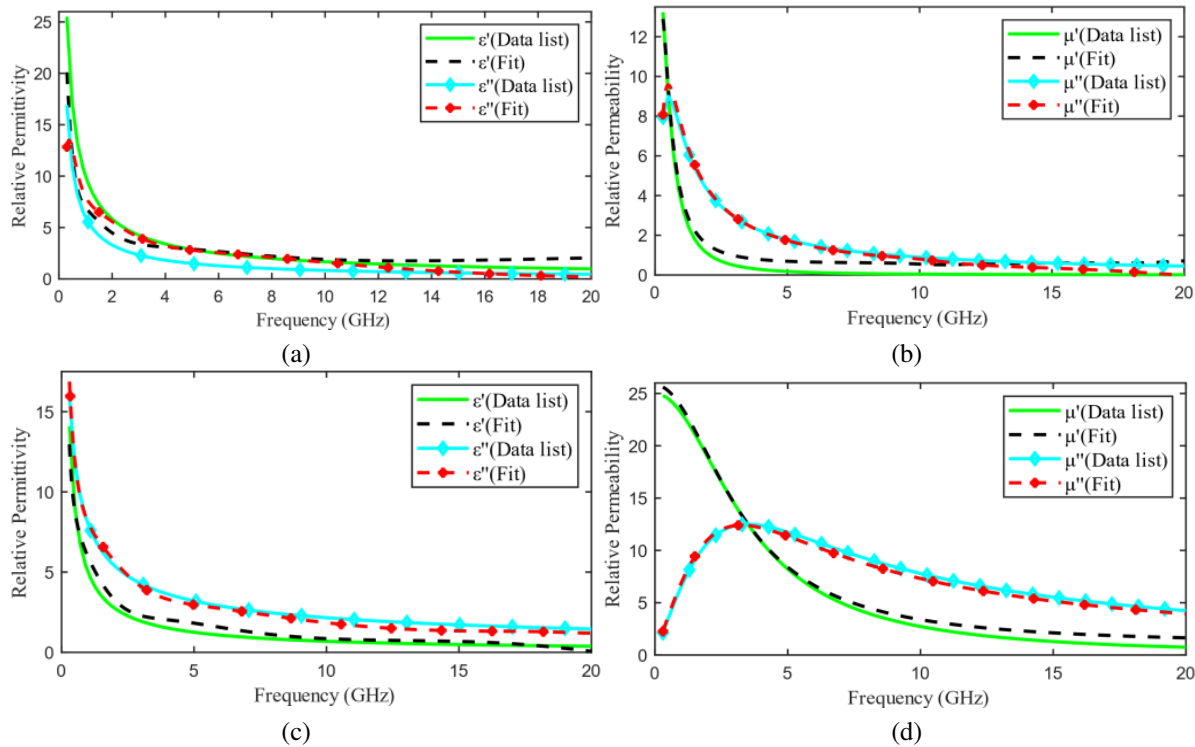 25
20
15
10
5
0
Relative Permittivity
ε'(Data list)
ε'(Fit)
ε''(Data list)
ε''(Fit)
0 2 4 6 8 10 12 14 16 18 20
Frequency (GHz)
(a)
12
10
8
6
4
2
0
Relative Permeability
μ'(Data list)
μ'(Fit)
μ''(Data list)
μ''(Fit)
0 5 10 15 20
Frequency (GHz)
(b)
15
10
5
0
Relative Permittivity
ε'(Data list)
ε'(Fit)
ε''(Data list)
ε''(Fit)
0 5 10 15 20
Frequency (GHz)
(c)
25
20
15
10
5
0
Relative Permeability
μ'(Data list)
μ'(Fit)
μ''(Data list)
μ''(Fit)
0 5 10 15 20
Frequency (GHz)
(d)